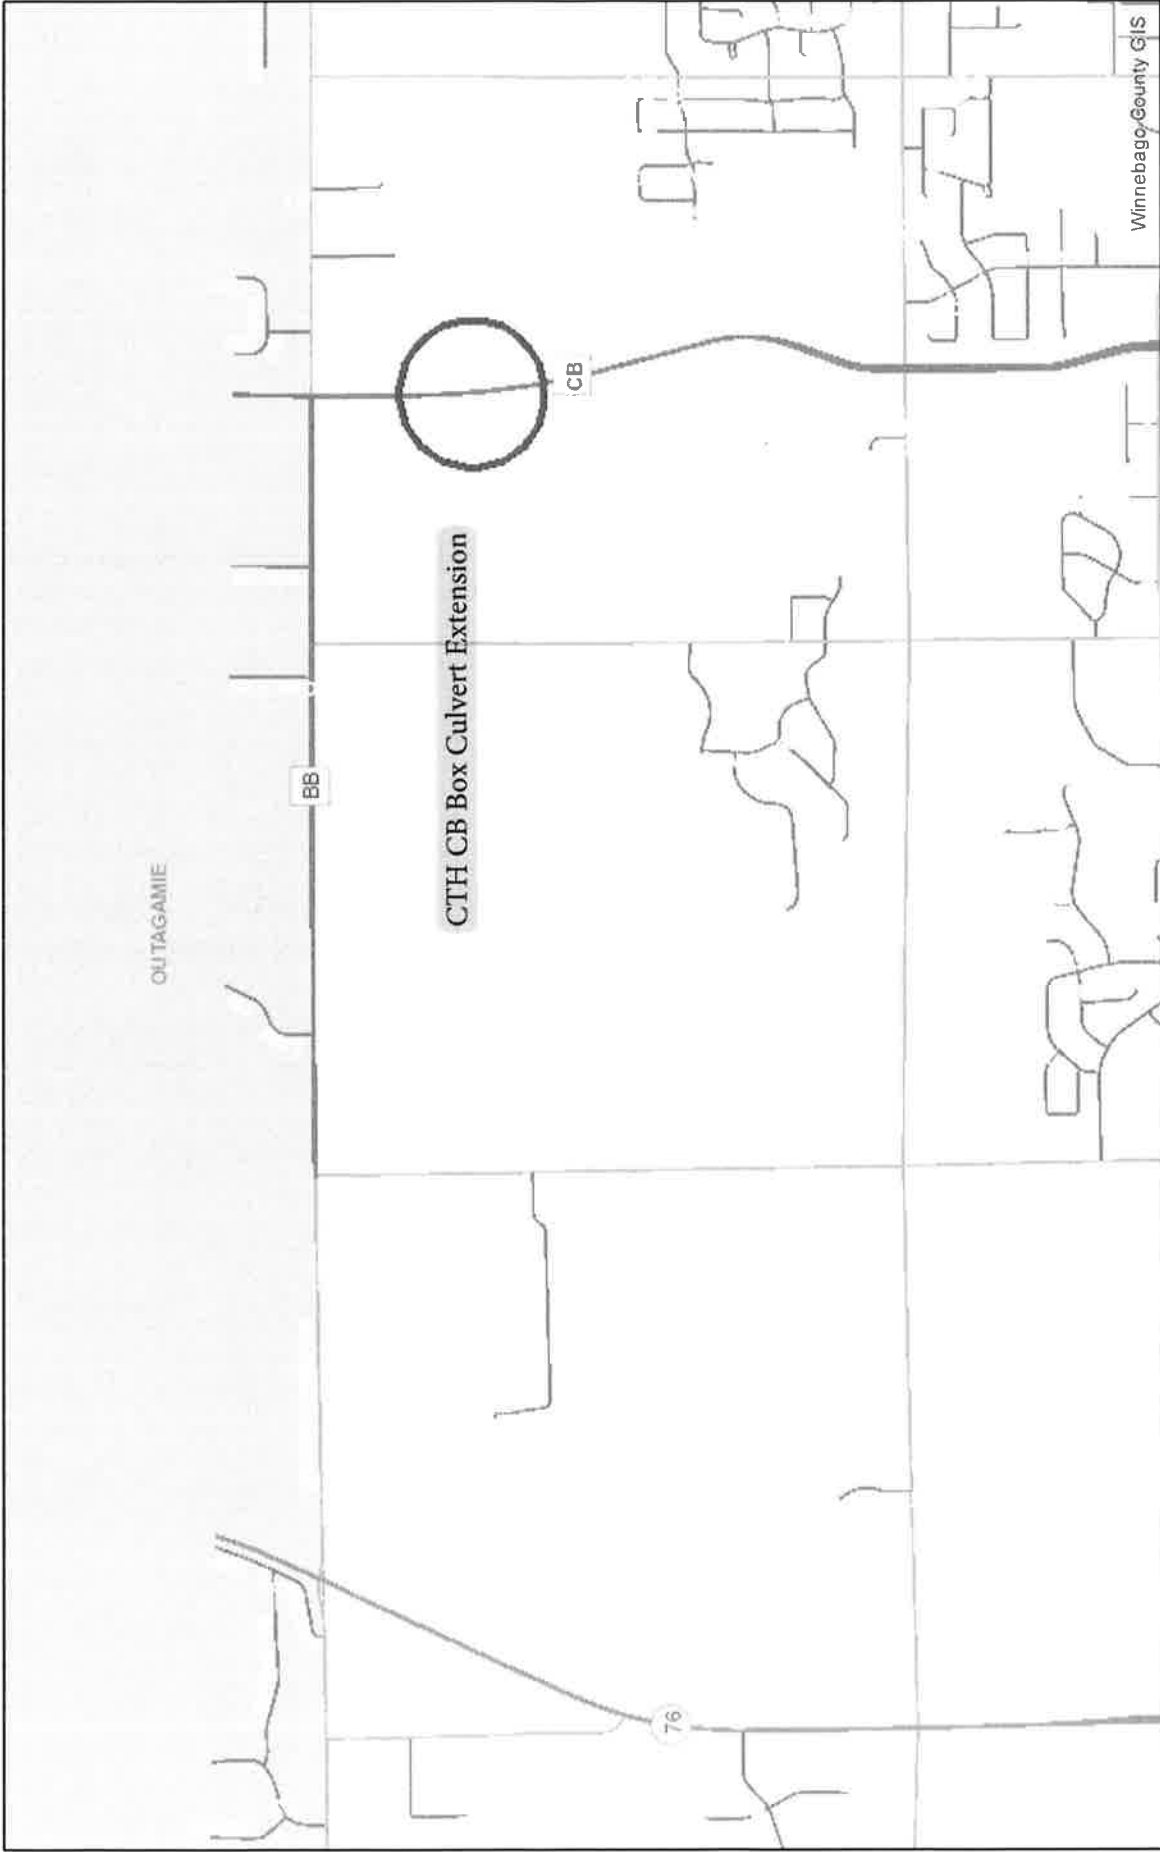 OUTAGAMIE
BB
CTH CB Box Culvert Extension
CB
76
Winnebago County GIS